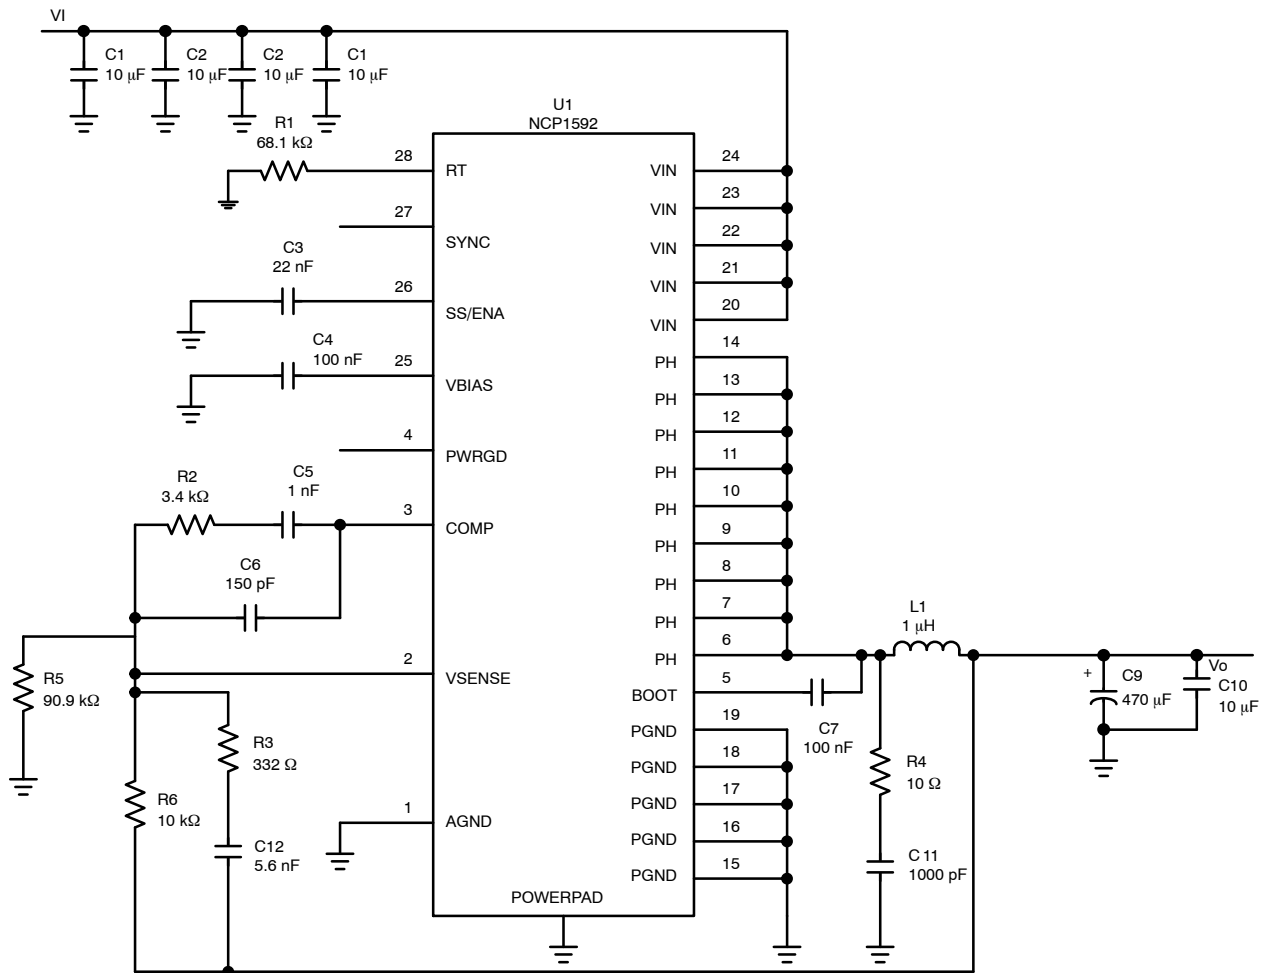 VI
C1
10 μF
C2
10 μF
C2
10 μF
C1
10 μF
U1
NCP1592
R1
68.1 kΩ
28
RT
27
SYNC
C3
22 nF
26
SS/ENA
C4
100 nF
25
VBIAS
4
PWRGD
R2
3.4 kΩ
C5
1 nF
3
COMP
C6
150 pF
2
VSENSE
R5
90.9 kΩ
R3
332 Ω
R6
10 kΩ
C12
5.6 nF
1
AGND
POWERPAD
VIN
24
VIN
23
VIN
22
VIN
21
VIN
20
PH
14
PH
13
PH
12
PH
11
PH
10
PH
9
PH
8
PH
7
PH
6
BOOT
5
PGND
19
PGND
18
PGND
17
PGND
16
PGND
15
C7
100 nF
L1
1 μH
R4
10 Ω
C 11
1000 pF
+
C9
470 μF
Vo
C10
10 μF